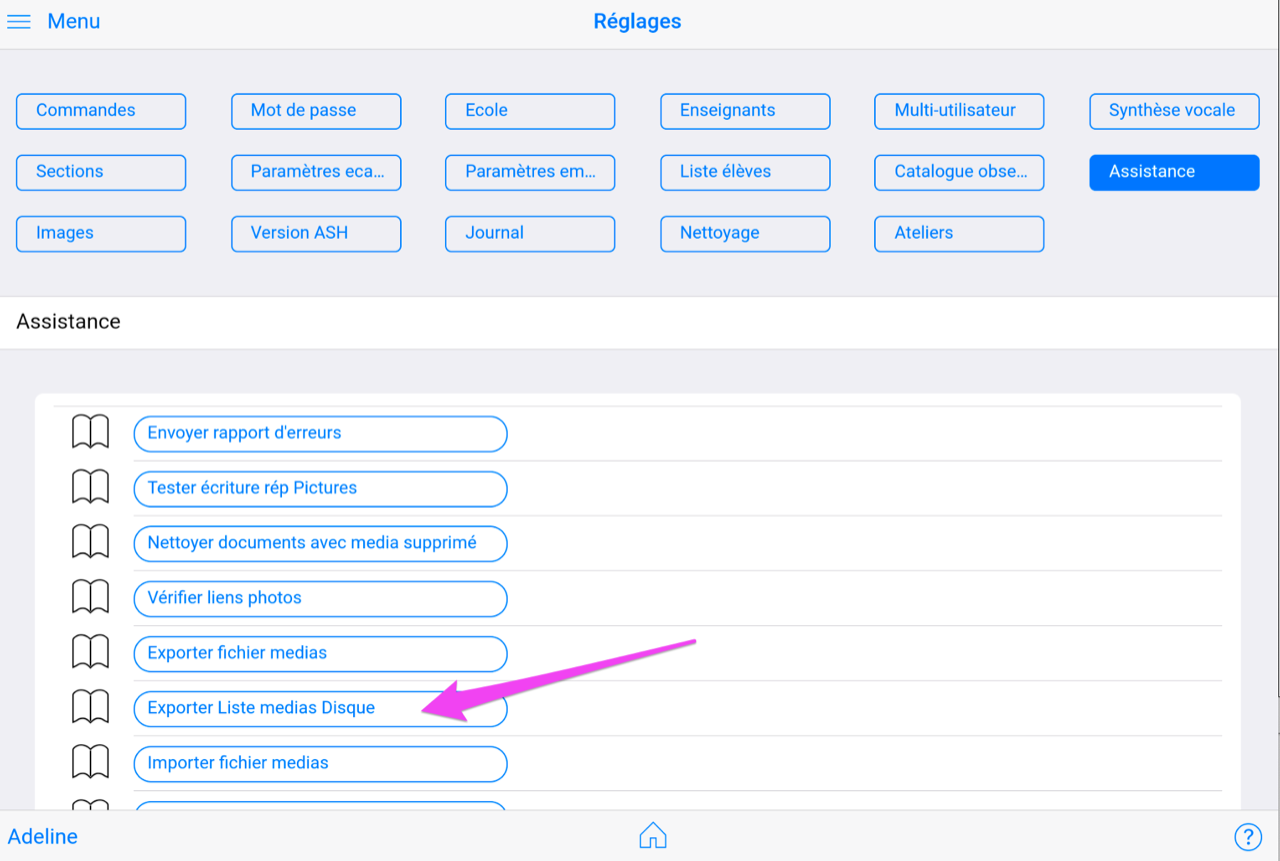 Menu
Réglages
Commandes
Mot de passe
Ecole
Enseignants
Multi-utilisateur
Synthèse vocale
Sections
Paramètres eca...
Paramètres em...
Liste élèves
Catalogue obse...
Assistance
Images
Version ASH
Journal
Nettoyage
Ateliers
Assistance
Envoyer rapport d'erreurs
Tester écriture rép Pictures
Nettoyer documents avec media supprimé
Vérifier liens photos
Exporter fichier medias
Exporter Liste medias Disque
Importer fichier medias
Adeline
?